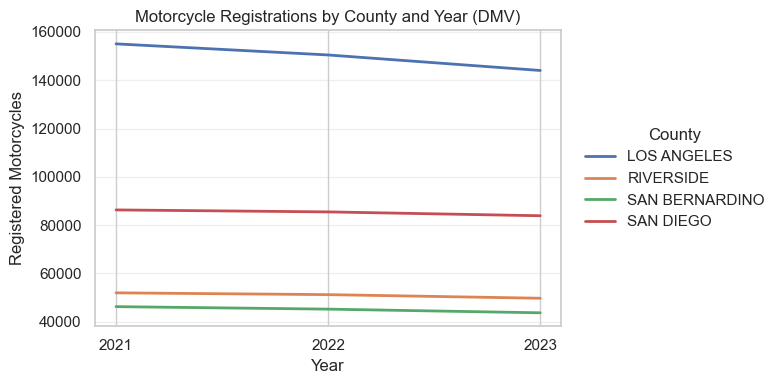 Motorcycle Registrations by County and Year (DMV)
160000
140000
120000
100000
80000
60000
40000
Registered Motorcycles
2021
2022
2023
Year
County
LOS ANGELES
RIVERSIDE
SAN BERNARDINO
SAN DIEGO